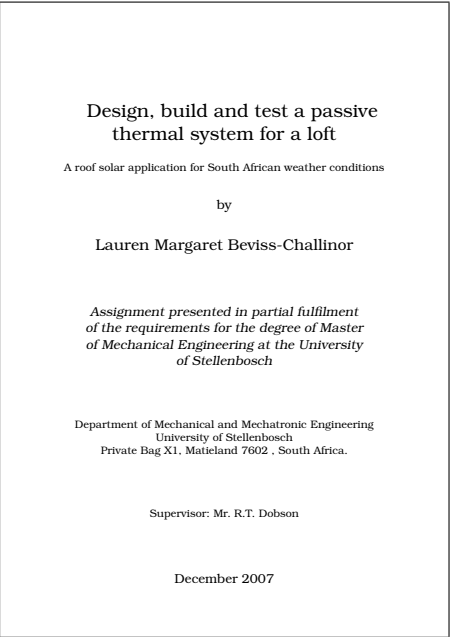 Design, build and test a passive
thermal system for a loft
A roof solar application for South African weather conditions
by
Lauren Margaret Beviss-Challinor
Assignment presented in partial fulfilment
of the requirements for the degree of Master
of Mechanical Engineering at the University
of Stellenbosch
Department of Mechanical and Mechatronic Engineering
University of Stellenbosch
Private Bag X1, Matieland 7602 , South Africa.
Supervisor: Mr. R.T. Dobson
December 2007